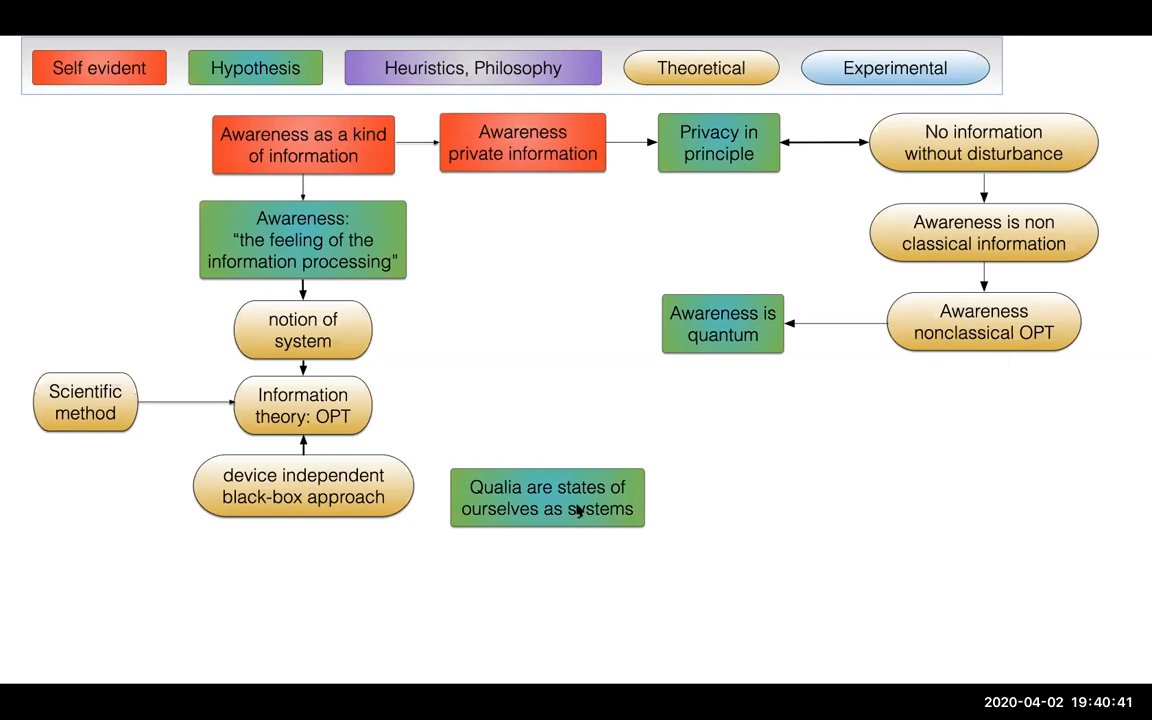 Self evident
Hypothesis
Heuristics, Philosophy
Theoretical
Experimental
Awareness as a kind
of information
Awareness
private information
Privacy in
principle
No information
without disturbance
Awareness:
“the feeling of the
information processing”
Awareness is non
classical information
notion of
system
Awareness is
quantum
Awareness
nonclassical OPT
Scientific
method
Information
theory: OPT
device independent
black-box approach
Qualia are states of
ourselves as systems
2020-04-02 19:40:41